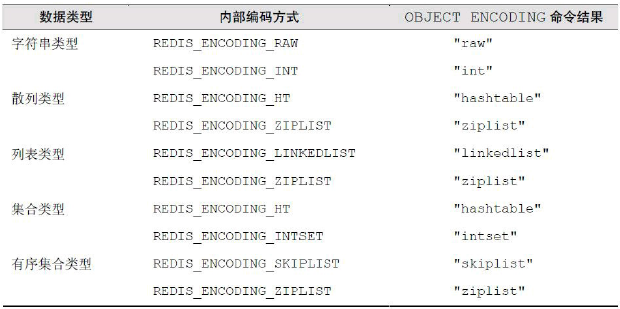 数据类型 内部编码方式 OBJECT ENCODING 命令结果
字符串类型 REDIS_ENCODING_RAW "raw"
REDIS_ENCODING_INT "int"
散列类型 REDIS_ENCODING_HT "hashtable"
REDIS_ENCODING_ZIPLIST "ziplist"
列表类型 REDIS_ENCODING_LINKEDLIST "linkedlist"
REDIS_ENCODING_ZIPLIST "ziplist"
集合类型 REDIS_ENCODING_HT "hashtable"
REDIS_ENCODING_INTSET "intset"
有序集合类型 REDIS_ENCODING_SKIPLIST "skiplist"
REDIS_ENCODING_ZIPLIST "ziplist"